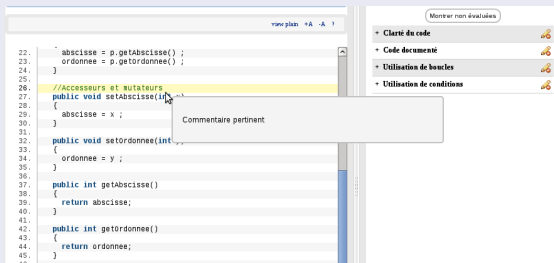 view plain +A -A ?
22. abscisse = p.getAbscisse() ;
23. ordonnee = p.getOrdonnee() ;
24. }
25.
26. //Accesseurs et mutateurs
27. public void setAbscisse(int
28. {
29. abscisse = x ;
30. }
31.
32. public void setOrdonnee(int
33. {
34. ordonnee = y ;
35. }
36.
37. public int getAbscisse()
38. {
39. return abscisse;
40. }
41.
42. public int getOrdonnee()
43. {
44. return ordonnee;
45. }
Commentaire pertinent
Montrer non évaluées
+ Clarté du code
+ Code documenté
+ Utilisation de boucles
+ Utilisation de conditions